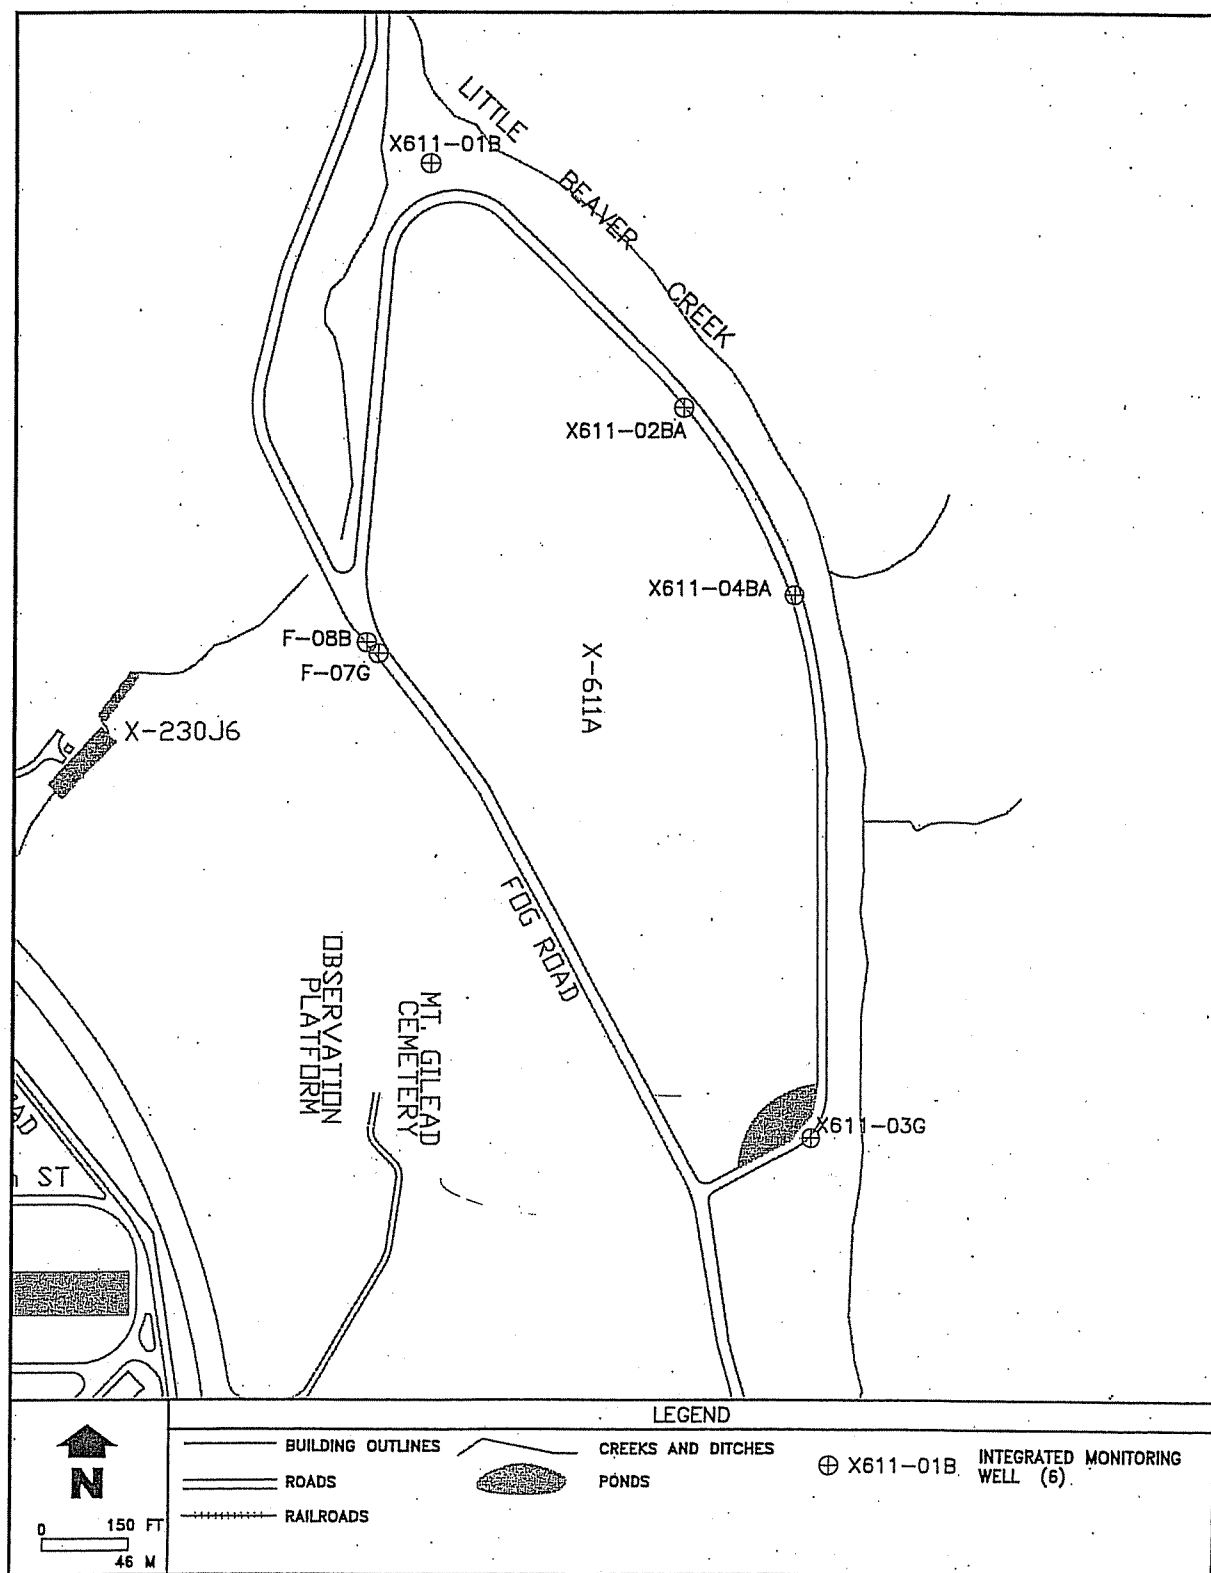 LITTLE
BEAVER
CREEK
X611-01B
X611-02BA
X611-04BA
F-08B
F-07G
X-611A
X-230J6
FOG ROAD
OBSERVATION
PLATFORM
MT. GILEAD
CEMETERY
X611-03G
AD
ST
LEGEND
BUILDING OUTLINES
ROADS
RAILROADS
CREEKS AND DITCHES
PONDS
X611-01B
INTEGRATED MONITORING
WELL (6)
N
0 150 FT
46 M